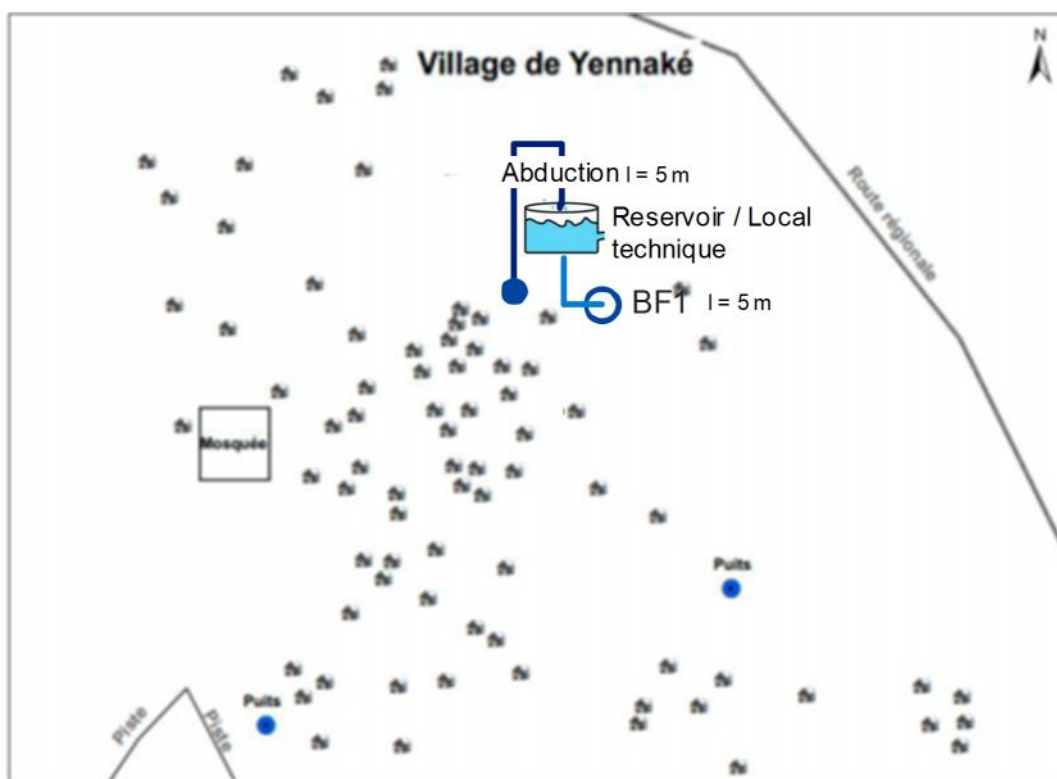 N
Village de Yennaké
Abduction l = 5 m
Reservoir / Local
technique
Route régionale
BF1 l = 5 m
Mosquée
Puits
Puits
Piste
Piste